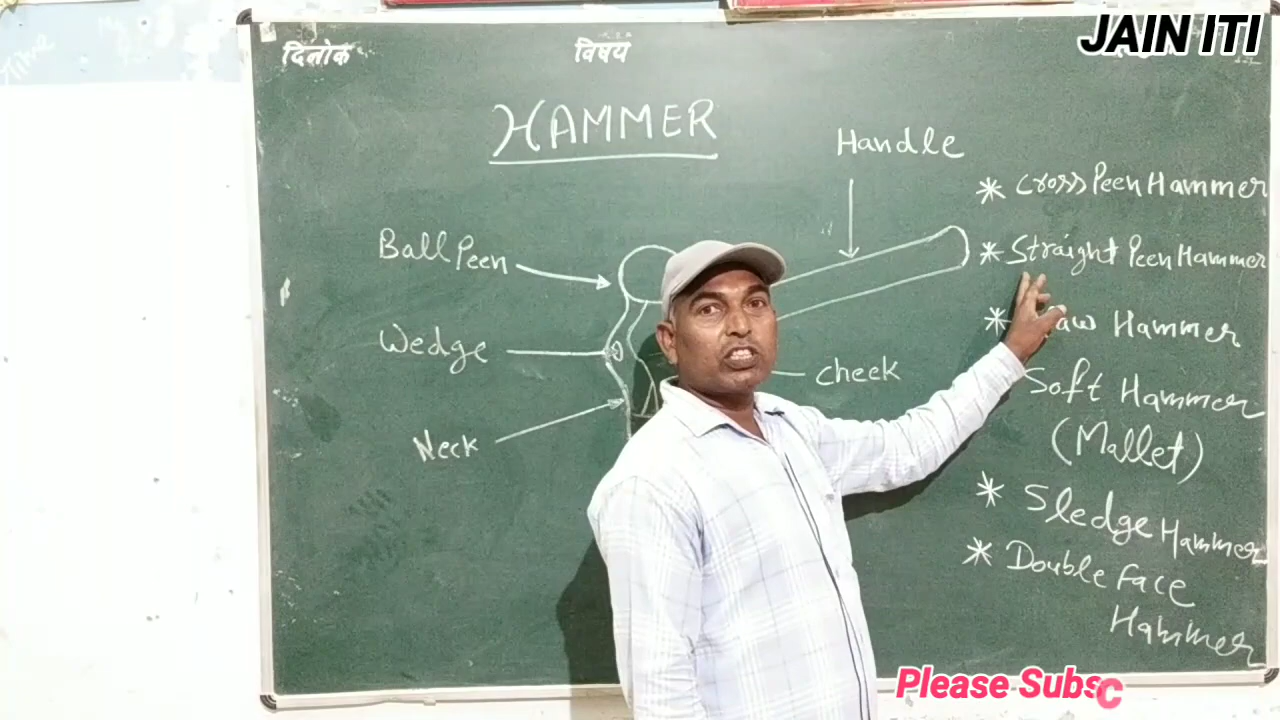 JAIN ITI
दिनांक
विषय
HAMMER
Handle
Ball Peen
Wedge
Neck
Cheek
* Cross Peen Hammer
* Straight Peen Hammer
* aw Hammer
Soft Hammer
(Mallet)
* Sledge Hammer
* Double Face
Hammer
Please Subsc